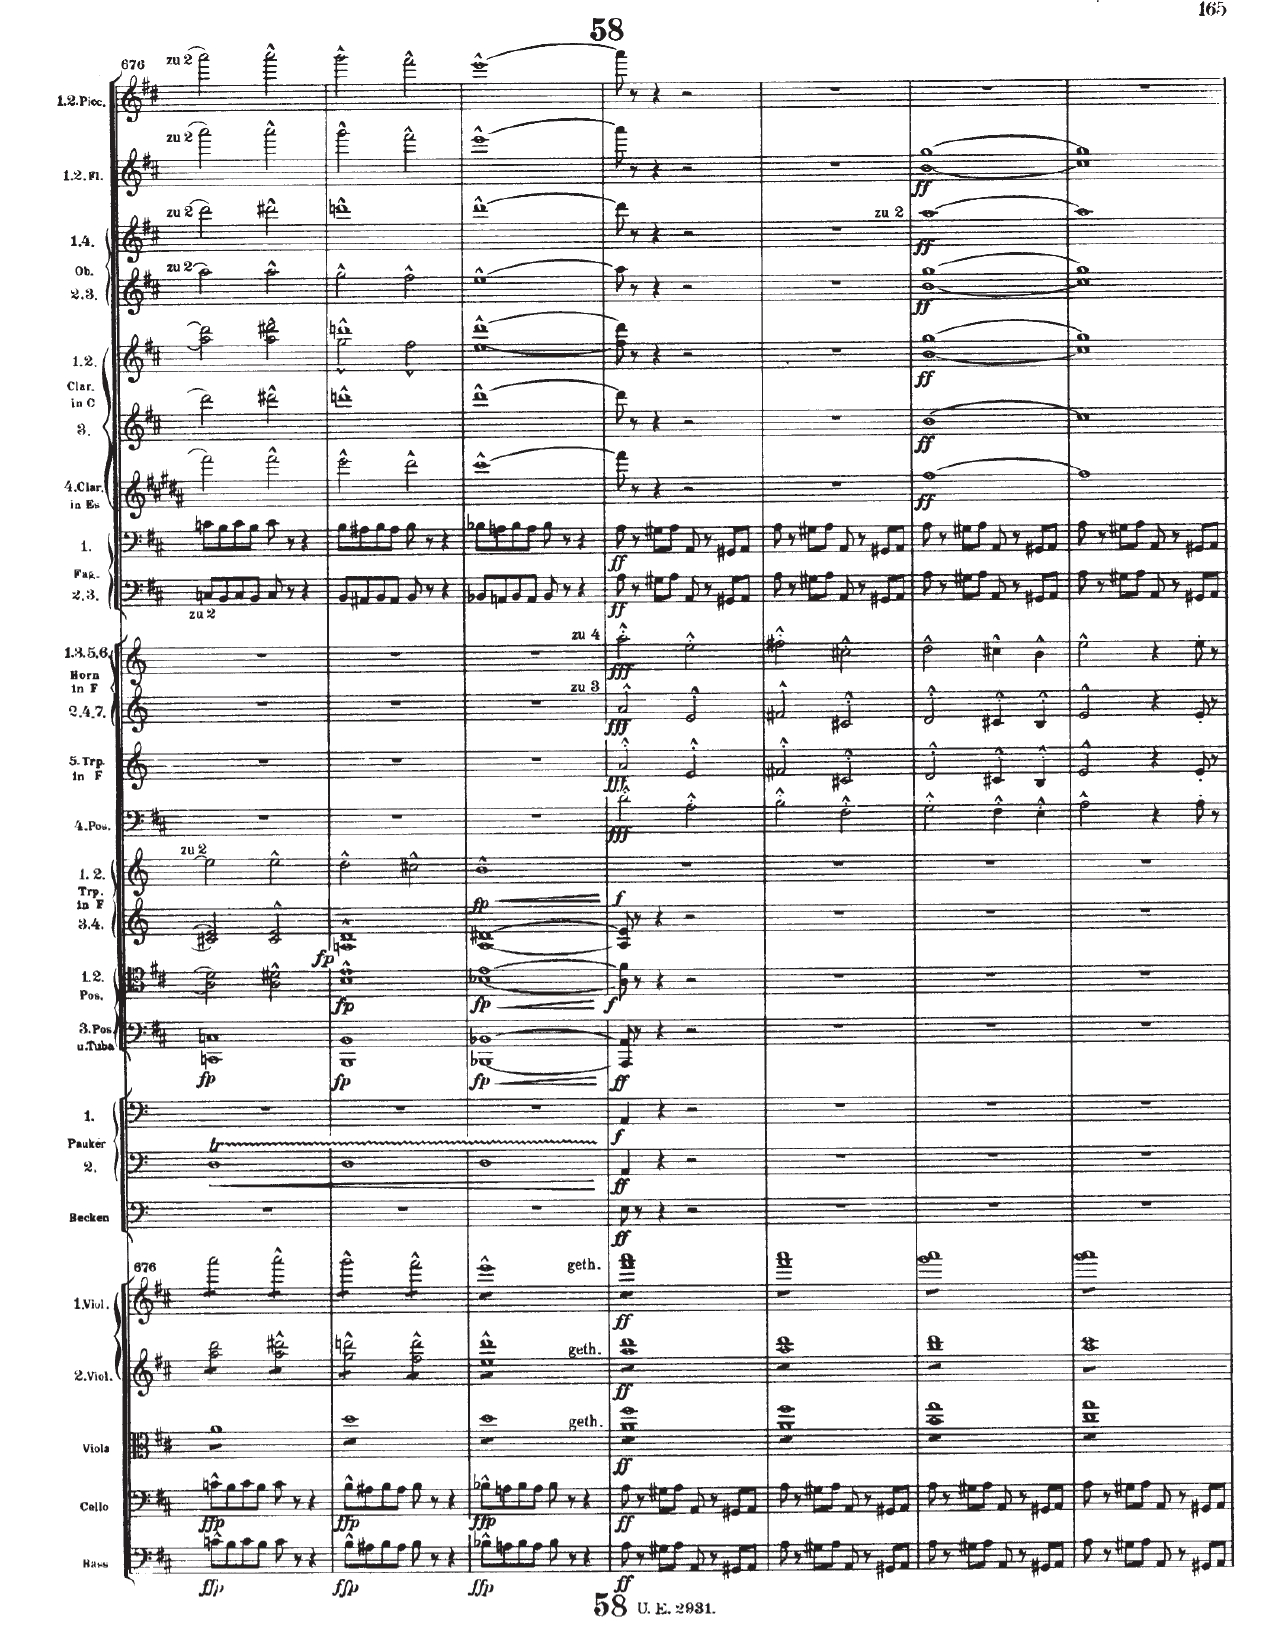 165
58
676
zu 2
1.2.Picc.
zu 2
1.2.Fl.
zu 2
zu 2
1.4.
ff
ff
Ob.
zu 2
2.3.
ff
1.2.
ff
Clar.
in C
3.
ff
4.Clar.
in Es
ff
1.
ff
Fag.
2.3.
zu 2
ff
zu 4
1.3.5.6.
Horn
in F
fff
zu 3
2.4.7.
fff
5.Trp.
in F
fff
4.Pos.
fff
zu 2
1.2.
Trp.
in F
fp
f
3.4.
fp
1.2.
Pos.
fp
fp
f
3.Pos.
u.Tuba
fp
fp
fp
ff
1.
f
Pauken
tr
2.
ff
Becken
ff
676
geth.
1.Viol.
ff
geth.
2.Viol.
ff
geth.
Viola
ff
Cello
ffp
ffp
ffp
ff
Bass
ffp
ffp
ffp
ff
58 U. E. 2931.